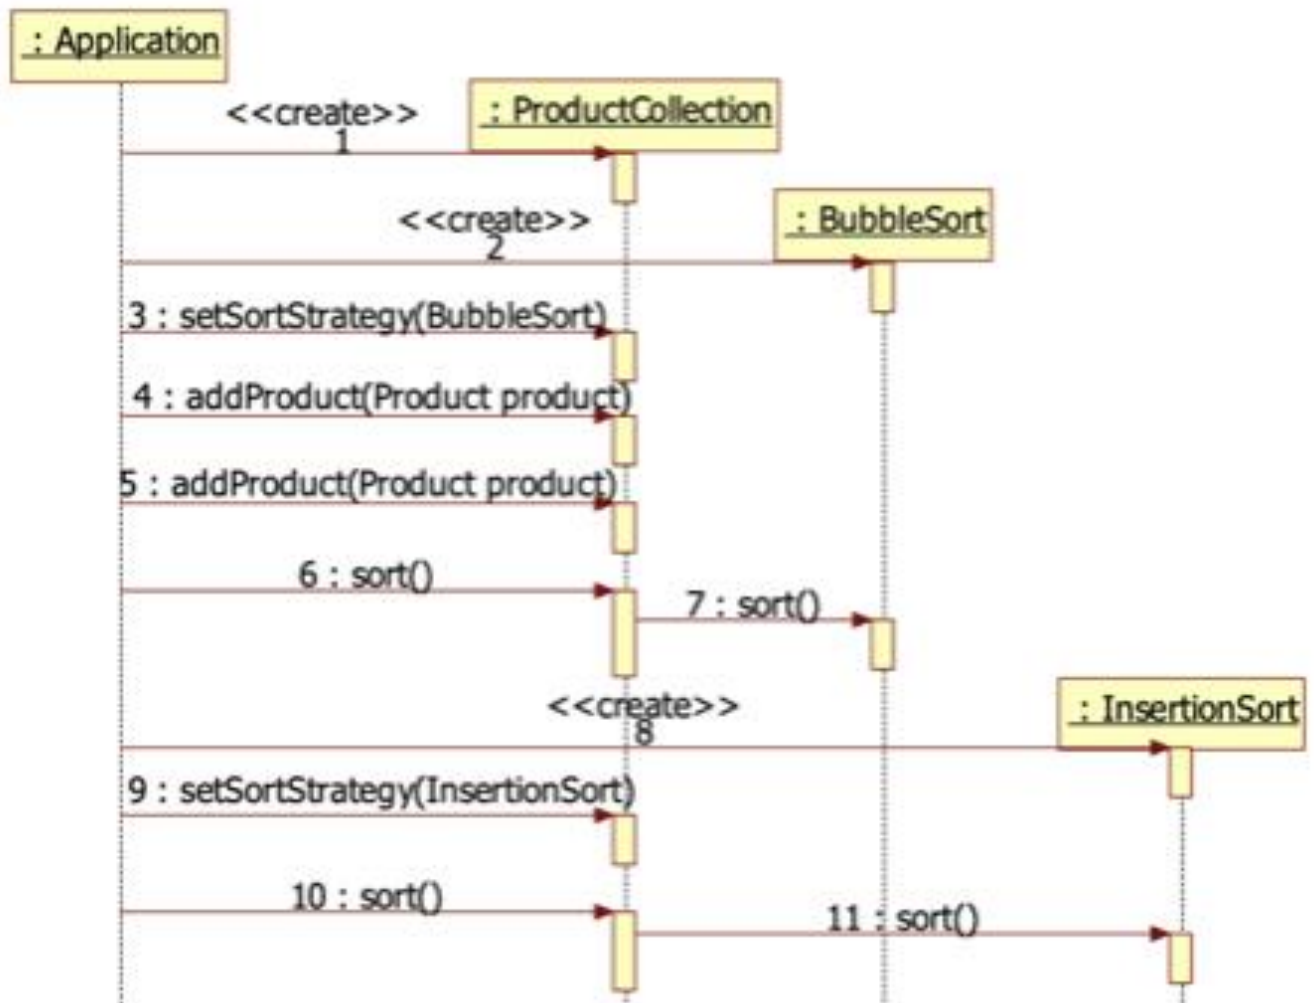 : Application
<<create>>
1
: ProductCollection
<<create>>
2
: BubbleSort
3 : setSortStrategy(BubbleSort)
4 : addProduct(Product product)
5 : addProduct(Product product)
6 : sort()
7 : sort()
<<create>>
8
: InsertionSort
9 : setSortStrategy(InsertionSort)
10 : sort()
11 : sort()